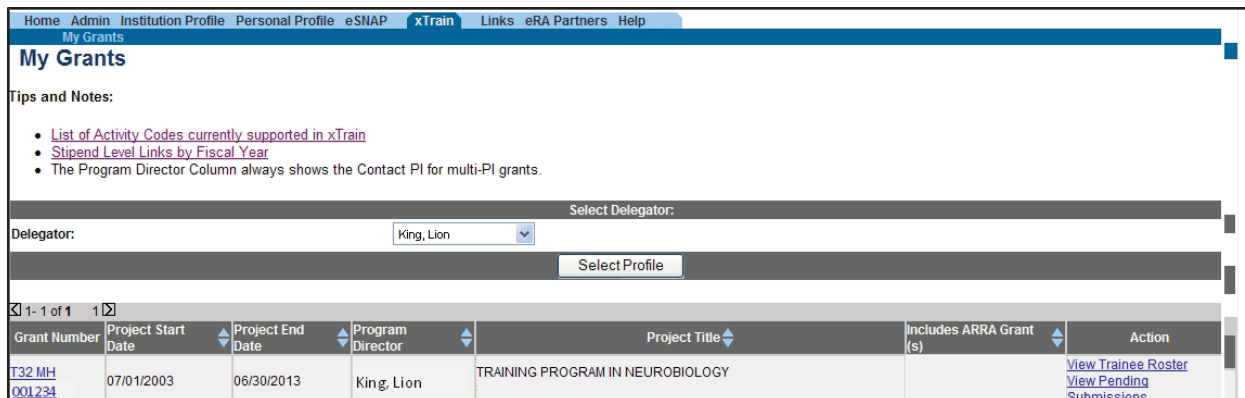 Home Admin Institution Profile Personal Profile eSNAP xTrain Links eRA Partners Help
My Grants
My Grants
Tips and Notes:
List of Activity Codes currently supported in xTrain
Stipend Level Links by Fiscal Year
The Program Director Column always shows the Contact PI for multi-PI grants.
Select Delegator:
Delegator: King, Lion
Select Profile
1- 1 of 1 1
Grant Number Project Start Date Project End Date Program Director Project Title Includes ARRA Grant (s) Action
T32 MH 001234 07/01/2003 06/30/2013 King, Lion TRAINING PROGRAM IN NEUROBIOLOGY View Trainee Roster
View Pending
Submissions